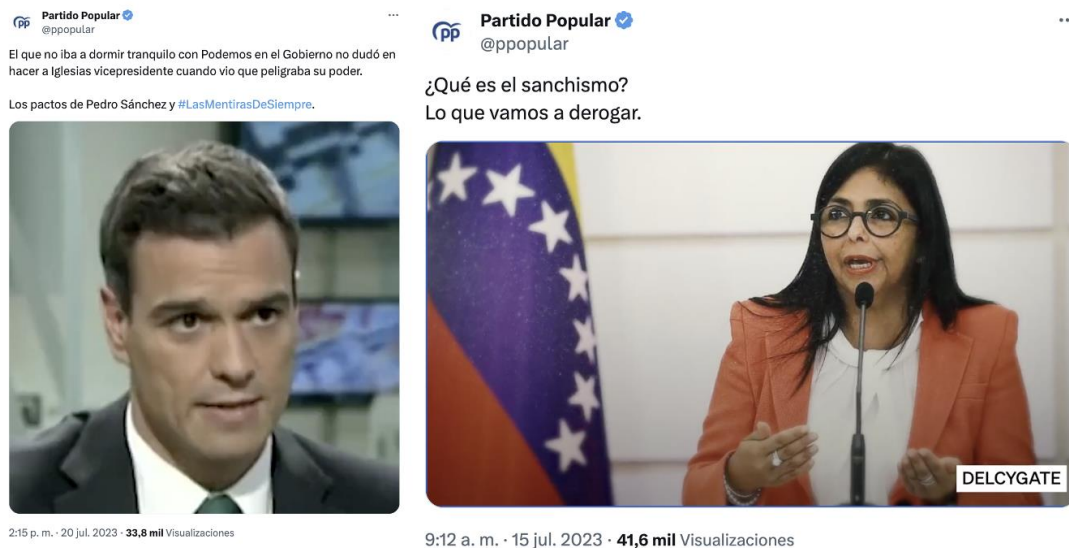 Partido Popular
@ppopular
El que no iba a dormir tranquilo con Podemos en el Gobierno no dudó en
hacer a Iglesias vicepresidente cuando vio que peligraba su poder.
Los pactos de Pedro Sánchez y #LasMentirasDeSiempre.
2:15 p. m. · 20 jul. 2023 · 33,8 mil Visualizaciones
Partido Popular
@ppopular
¿Qué es el sanchismo?
Lo que vamos a derogar.
DELCYGATE
9:12 a. m. · 15 jul. 2023 · 41,6 mil Visualizaciones
PP
PP